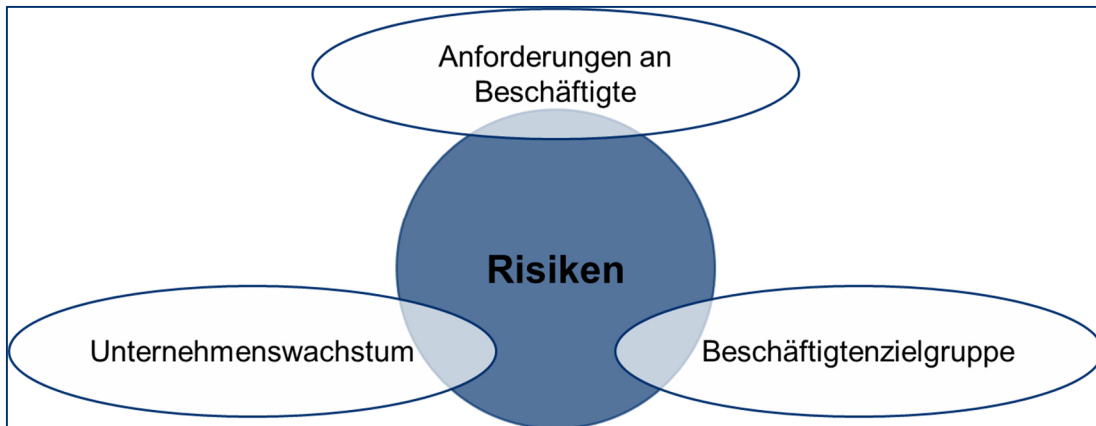 Anforderungen an
Beschäftigte
Risiken
Unternehmenswachstum
Beschäftigtenzielgruppe